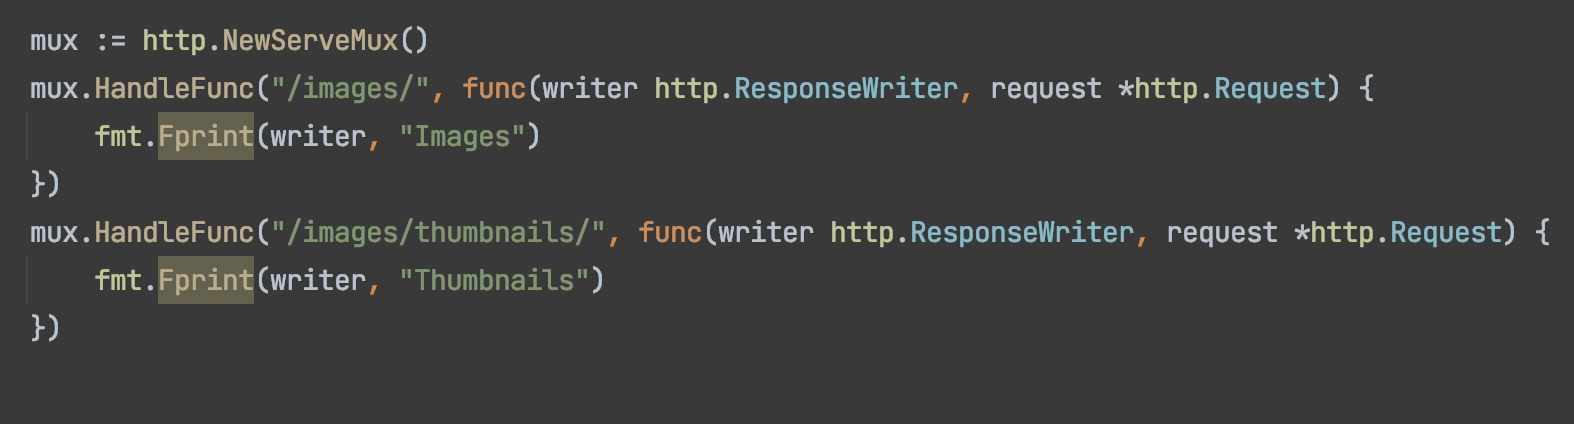 mux := http.NewServeMux()
mux.HandleFunc("/images/", func(writer http.ResponseWriter, request *http.Request) {
    fmt.Fprint(writer, "Images")
})
mux.HandleFunc("/images/thumbnails/", func(writer http.ResponseWriter, request *http.Request) {
    fmt.Fprint(writer, "Thumbnails")
})